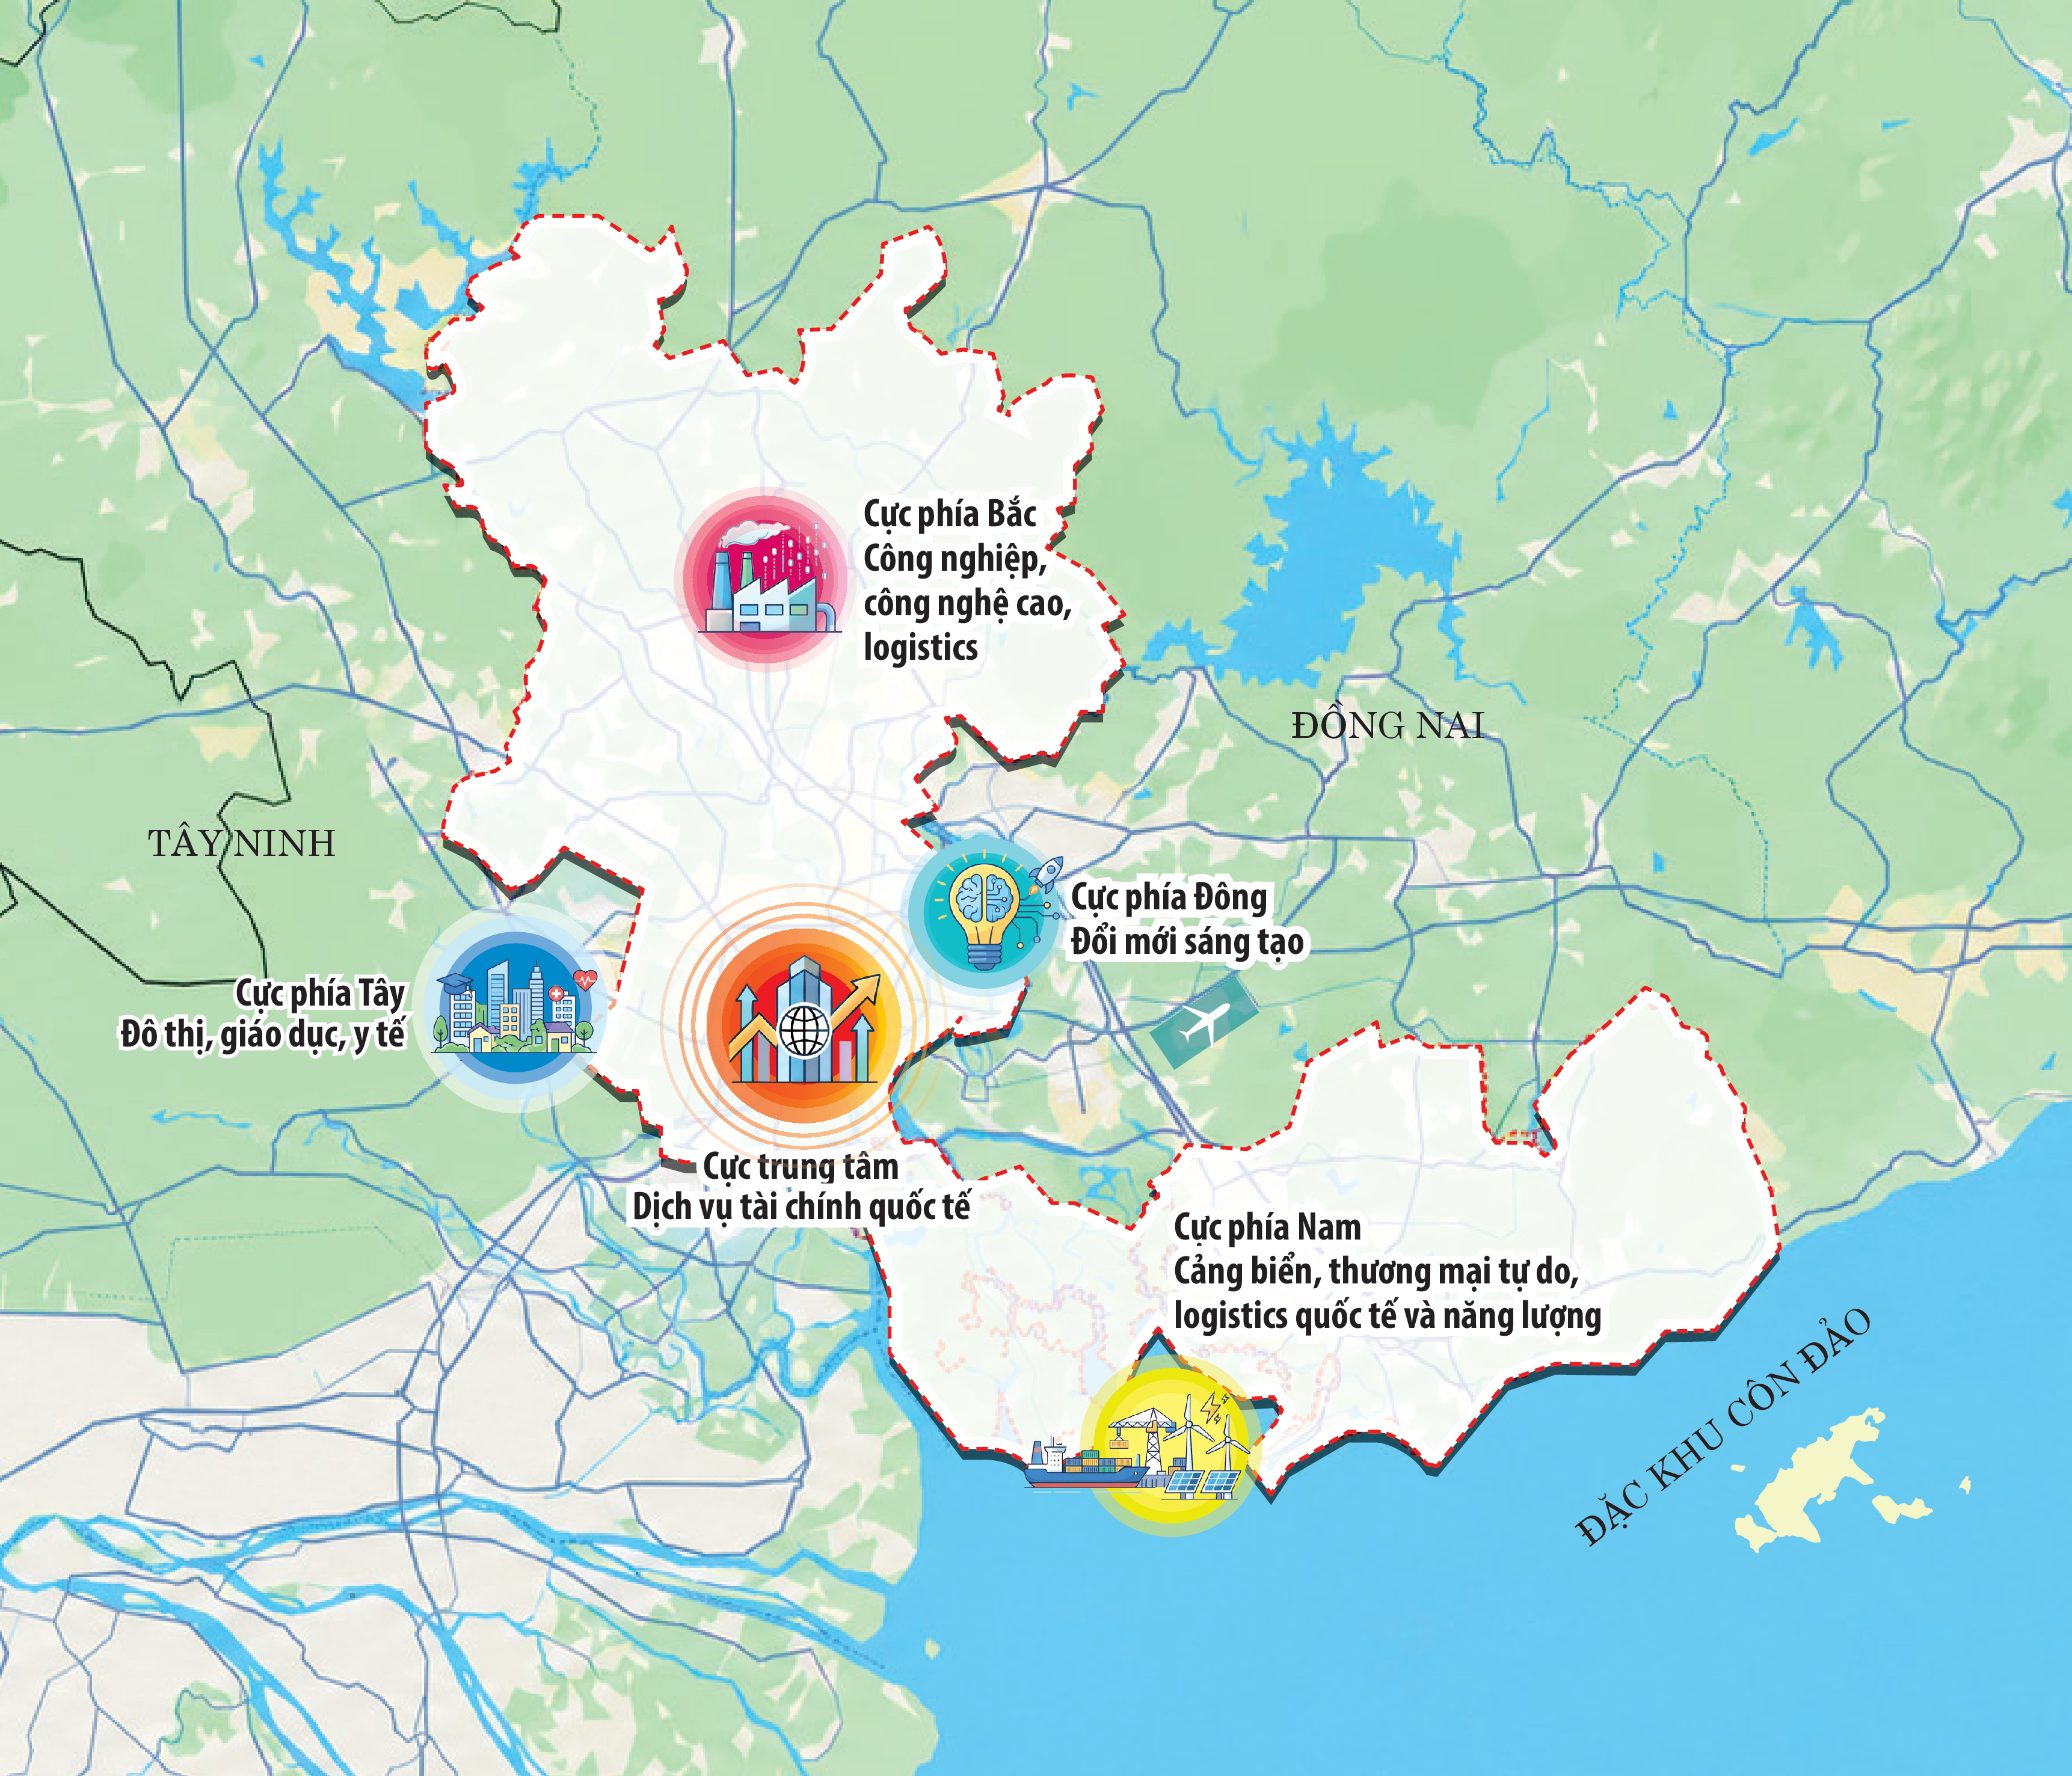 Cực phía Bắc
Công nghiệp,
công nghệ cao,
logistics
ĐỒNG NAI
TÂY NINH
Cực phía Đông
Đổi mới sáng tạo
Cực phía Tây
Đô thị, giáo dục, y tế
Cực trung tâm
Dịch vụ tài chính quốc tế
Cực phía Nam
Cảng biển, thương mại tự do,
logistics quốc tế và năng lượng
ĐẶC KHU CÔN ĐẢO